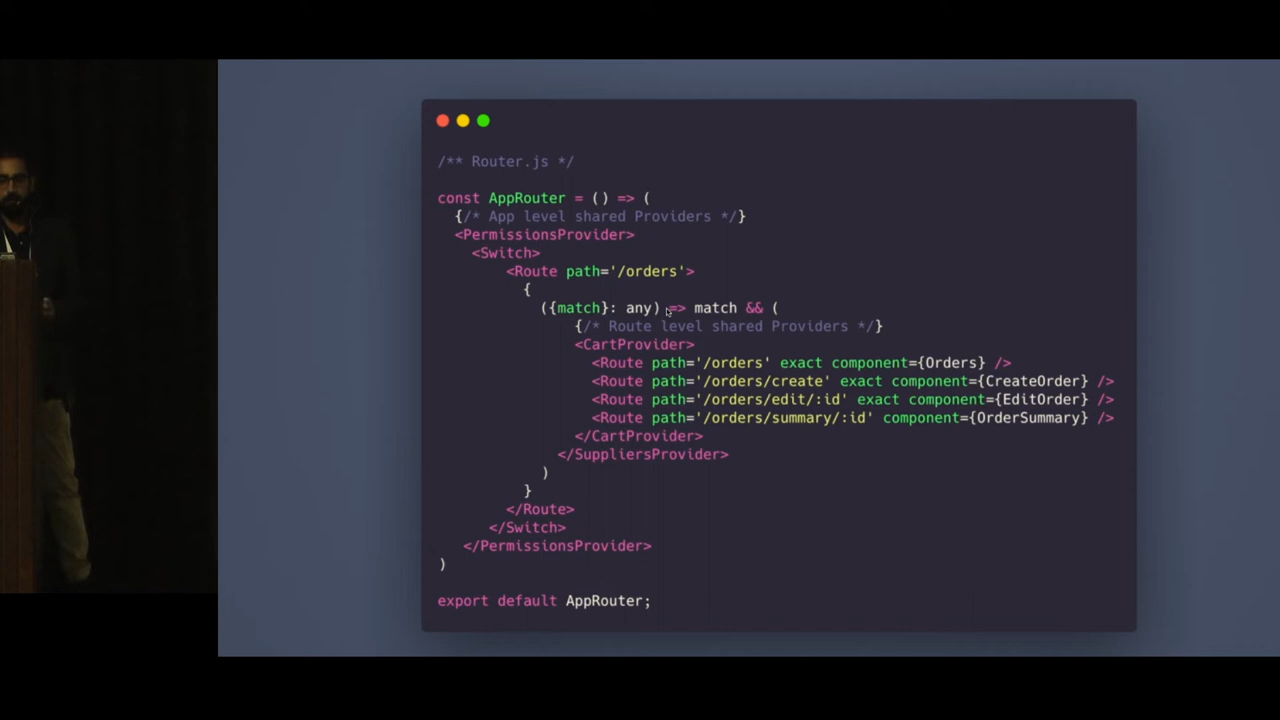 /** Router.js */
const AppRouter = () => (
{/* App level shared Providers */}
<PermissionsProvider>
<Switch>
<Route path='/orders'>
{
({match}: any) => match && (
{/* Route level shared Providers */}
<CartProvider>
<Route path='/orders' exact component={Orders} />
<Route path='/orders/create' exact component={CreateOrder} />
<Route path='/orders/edit/:id' exact component={EditOrder} />
<Route path='/orders/summary/:id' component={OrderSummary} />
</CartProvider>
</SuppliersProvider>
)
}
</Route>
</Switch>
</PermissionsProvider>
)
export default AppRouter;